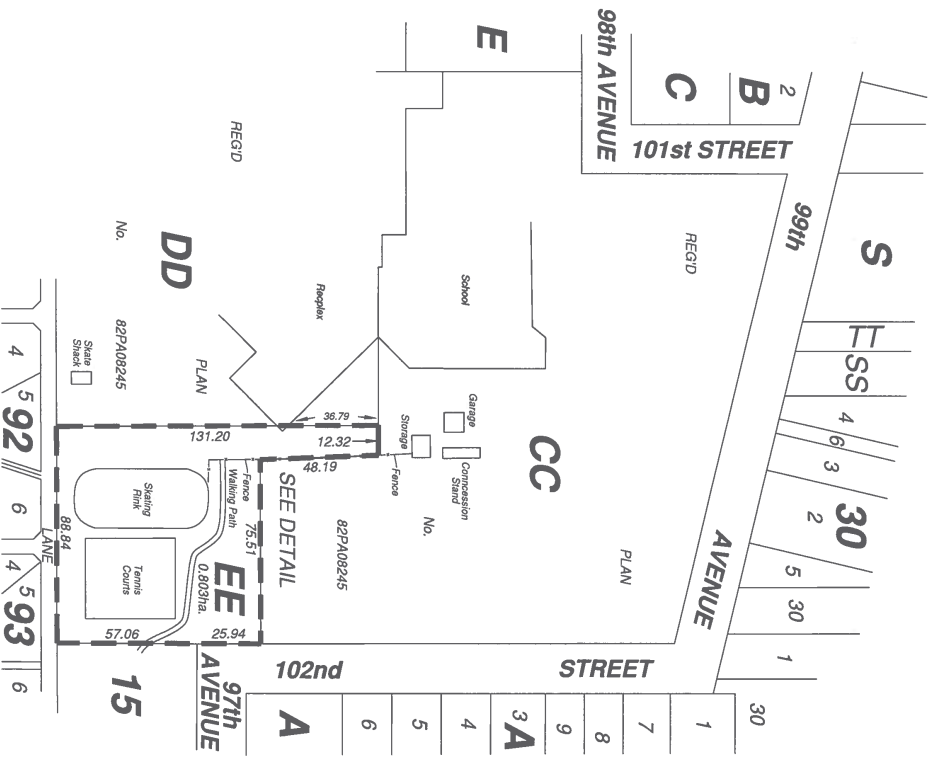 E
98th AVENUE
C
B
2
101st STREET
99th
AVENUE
S
TT
SS
4
6
3
30
2
5
30
1
REG'D
DD
No.
82PA08245
PLAN
Recplex
School
REG'D
CC
No.
82PA08245
PLAN
Skate
Shack
Garage
Storage
Conncession
Stand
Fence
36.79
12.32
131.20
48.19
SEE DETAIL
Fence
Walking Path
75.51
EE
0.803ha.
Skating
Rink
Tennis
Courts
88.84
57.06
25.94
LANE
4
5
92
6
4
5
93
6
15
97th
AVENUE
102nd
STREET
A
6
5
4
3
A
9
8
7
1
30